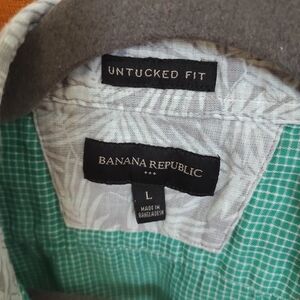 UNTUCKED FIT
BANANA REPUBLIC
L
MADE IN
BANGLADESH